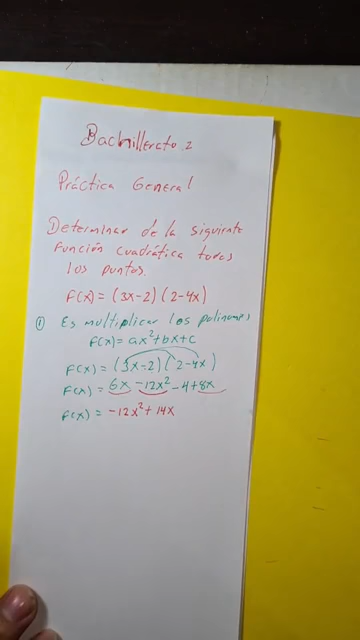 Bachillerato 2
Práctica General
Determinar de la siguiente
función cuadrática todos
los puntos.
F(x) = (3x-2)(2-4x)
① Es multiplicar los polinomios
F(x) = ax²+bx+c
F(x) = (3x-2)(2-4x)
F(x) = 6x -12x² -4+8x
F(x) = -12x² + 14x